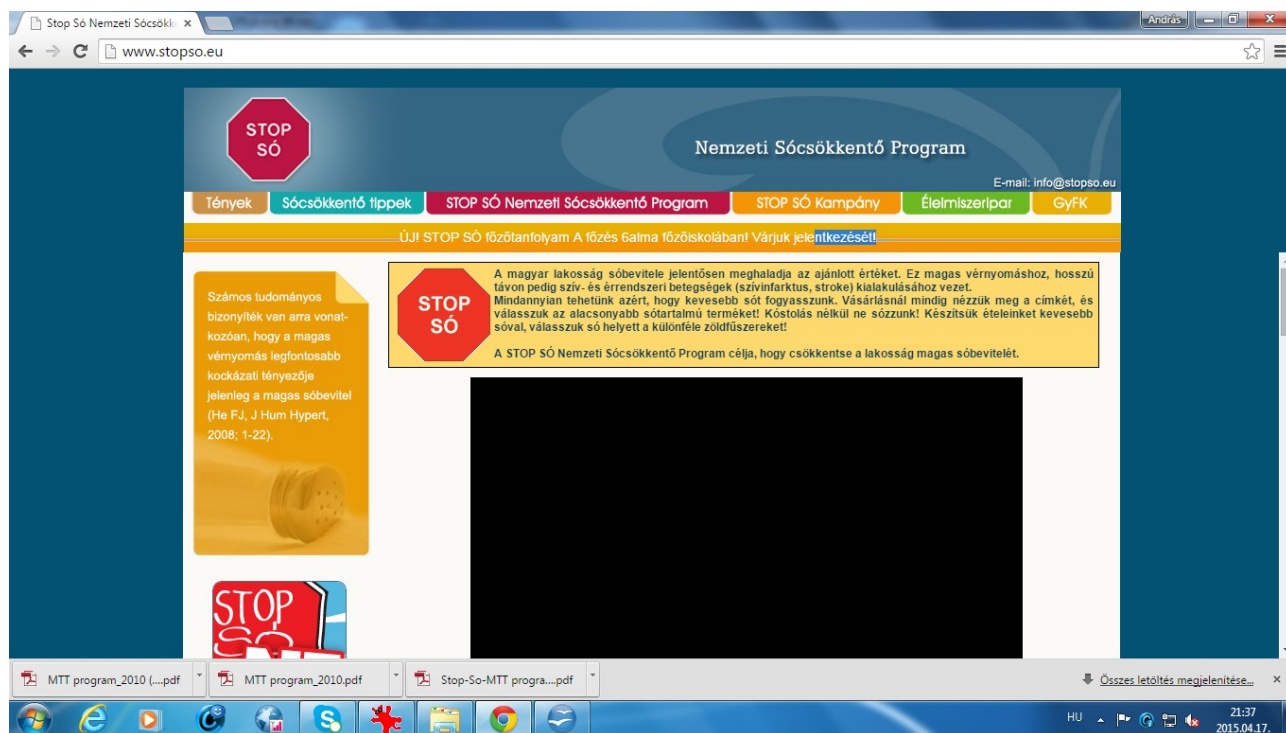 Stop Só Nemzeti Sócsökk
András
www.stopso.eu
STOP
SÓ
Nemzeti Sócsökkentő Program
E-mail: info@stopso.eu
Tények
Sócsökkentő tippek
STOP SÓ Nemzeti Sócsökkentő Program
STOP SÓ Kampány
Élelmiszeripar
GyFK
ÚJ! STOP SÓ főzőtanfolyam A főzés 6alma főzőiskolában! Várjuk jelentkezését!
Számos tudományos
bizonyíték van arra vonat-
kozóan, hogy a magas
vérnyomás legfontosabb
kockázati tényezője
jelenleg a magas sóbevitel
(He FJ, J Hum Hypert,
2008; 1-22).
STOP
SÓ
A magyar lakosság sóbevitele jelentősen meghaladja az ajánlott értéket. Ez magas vérnyomáshoz, hosszú
távon pedig szív- és érrendszeri betegségek (szívinfarktus, stroke) kialakulásához vezet.
Mindannyian tehetünk azért, hogy kevesebb sót fogyasszunk. Vásárlásnál mindig nézzük meg a címkét, és
válasszuk az alacsonyabb sótartalmú terméket! Kóstolás nélkül ne sózzunk! Készítsük ételeinket kevesebb
sóval, válasszuk só helyett a különféle zöldfűszereket!
A STOP SÓ Nemzeti Sócsökkentő Program célja, hogy csökkentse a lakosság magas sóbevitelét.
STOP
SÓ
MTT program_2010 (....pdf
MTT program_2010.pdf
Stop-So-MTT progra....pdf
Összes letöltés megjelenítése...
HU
21:37
2015.04.17.